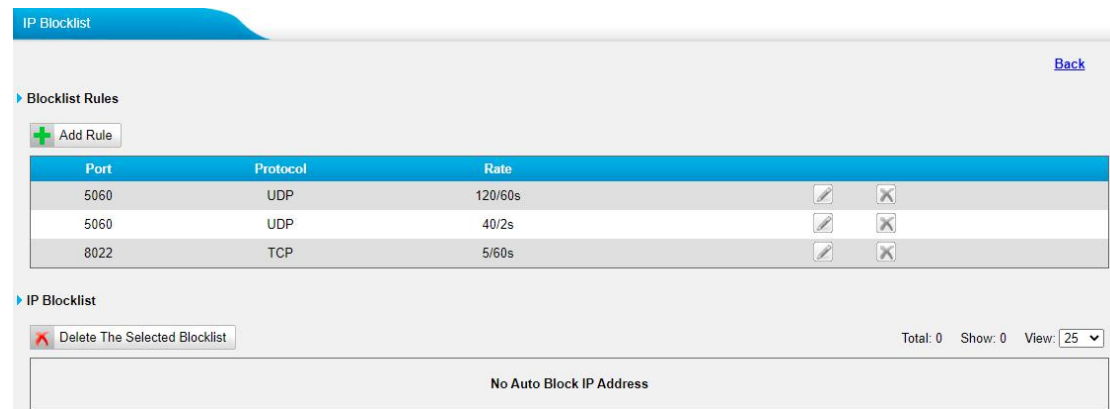 IP Blocklist
Back
Blocklist Rules
Add Rule
Port Protocol Rate
5060 UDP 120/60s
5060 UDP 40/2s
8022 TCP 5/60s
IP Blocklist
Delete The Selected Blocklist Total: 0 Show: 0 View: 25
No Auto Block IP Address